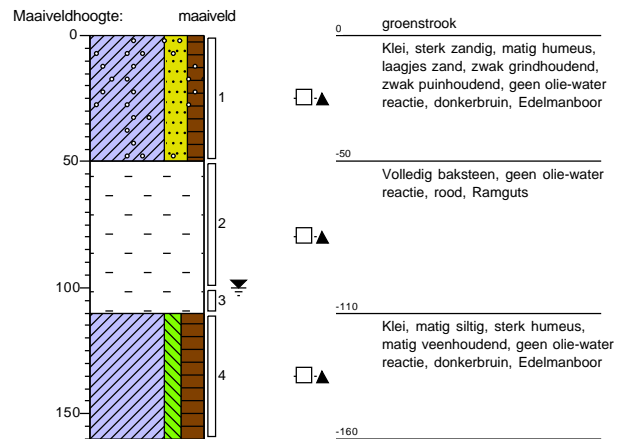 Maaiveldhoogte: maaiveld
0
50
100
150
1
2
3
4
0 groenstrook
Klei, sterk zandig, matig humeus,
laagjes zand, zwak grindhoudend,
zwak puinhoudend, geen olie-water
reactie, donkerbruin, Edelmanboor
-50
Volledig baksteen, geen olie-water
reactie, rood, Ramguts
-110
Klei, matig siltig, sterk humeus,
matig veenhoudend, geen olie-water
reactie, donkerbruin, Edelmanboor
-160